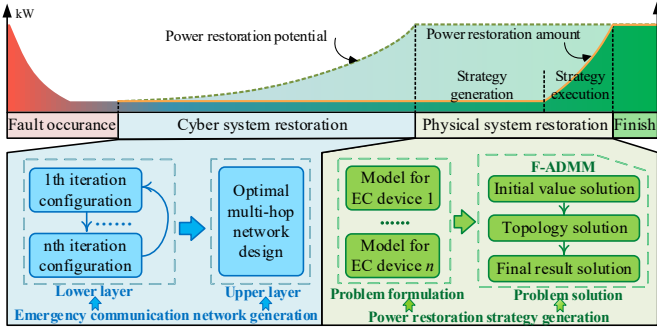 kW
Power restoration potential
Power restoration amount
Strategy generation
Strategy execution
Fault occurance
Cyber system restoration
Physical system restoration
Finish
1th iteration
configuration
......
nth iteration
configuration
Lower layer
Optimal
multi-hop
network
design
Upper layer
Emergency communication network generation
Model for
EC device 1
......
Model for
EC device n
Problem formulation
F-ADMM
Initial value solution
Topology solution
Final result solution
Problem solution
Power restoration strategy generation